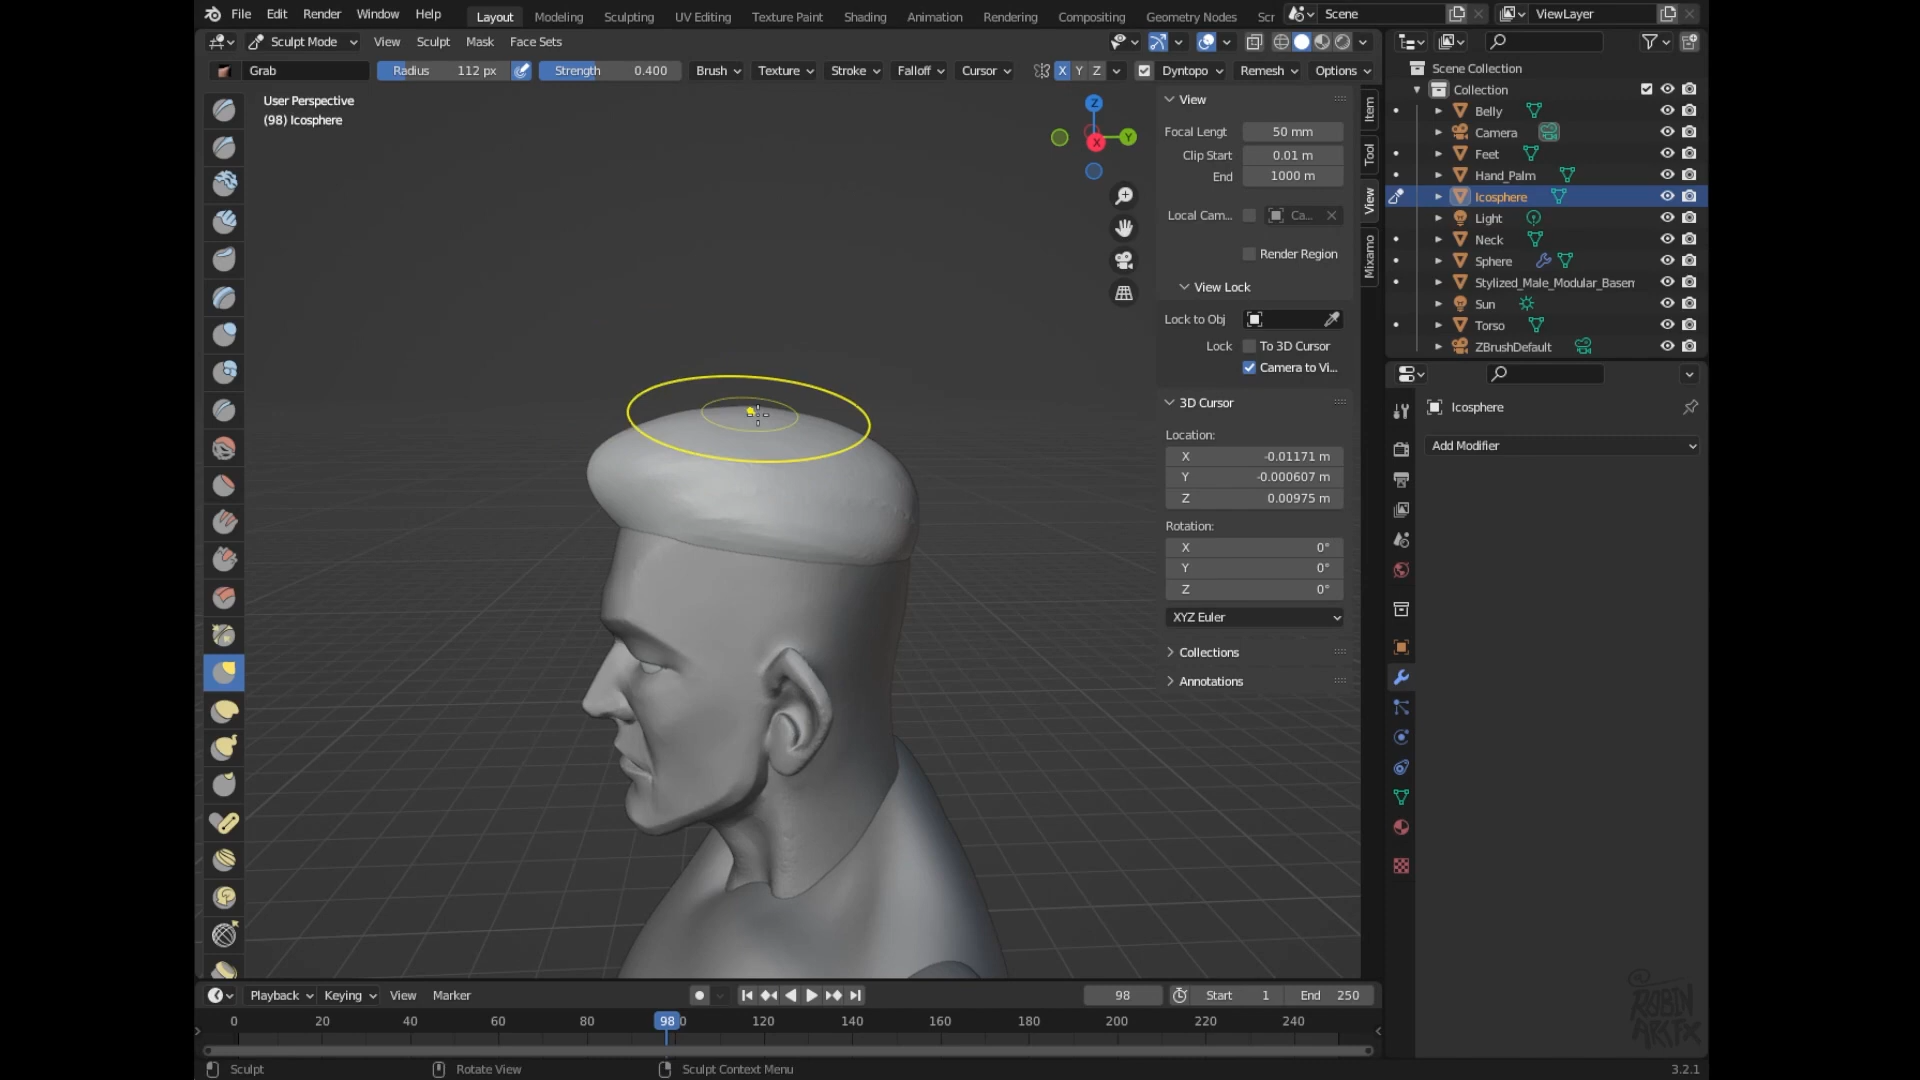 File Edit Render Window Help Layout Modeling Sculpting UV Editing Texture Paint Shading Animation Rendering Compositing Geometry Nodes Scr Scene ViewLayer
Sculpt Mode View Sculpt Mask Face Sets
Grab Radius 112 px Strength 0.400 Brush Texture Stroke Falloff Cursor X Y Z Dyntopo Remesh Options
User Perspective
(98) Icosphere
Z
Y
X
View
Focal Lengt 50 mm
Clip Start 0.01 m
End 1000 m
Local Cam... Ca...
Render Region
View Lock
Lock to Obj
Lock To 3D Cursor
Camera to Vi...
3D Cursor
Location:
X -0.01171 m
Y -0.000607 m
Z 0.00975 m
Rotation:
X 0°
Y 0°
Z 0°
XYZ Euler
Collections
Annotations
Item
Tool
View
Mixamo
Scene Collection
Collection
Belly
Camera
Feet
Hand_Palm
Icosphere
Light
Neck
Sphere
Stylized_Male_Modular_Basem
Sun
Torso
ZBrushDefault
Icosphere
Add Modifier
Playback Keying View Marker 98 Start 1 End 250
0 20 40 60 80 98 0 120 140 160 180 200 220 240
Sculpt Rotate View Sculpt Context Menu 3.2.1
@
ROBIN
ARTFX